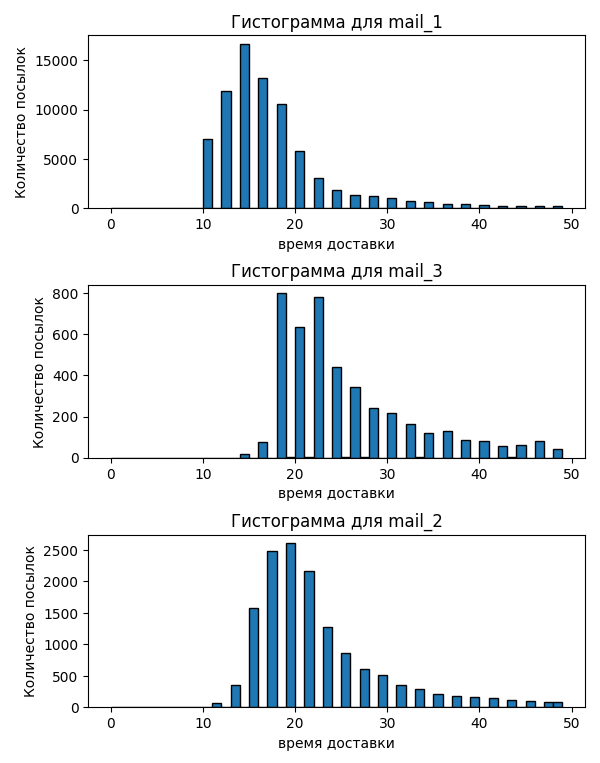 Гистограмма для mail_1
Количество посылок
15000
10000
5000
0
0 10 20 30 40 50
время доставки
Гистограмма для mail_3
Количество посылок
800
600
400
200
0
0 10 20 30 40 50
время доставки
Гистограмма для mail_2
Количество посылок
2500
2000
1500
1000
500
0
0 10 20 30 40 50
время доставки